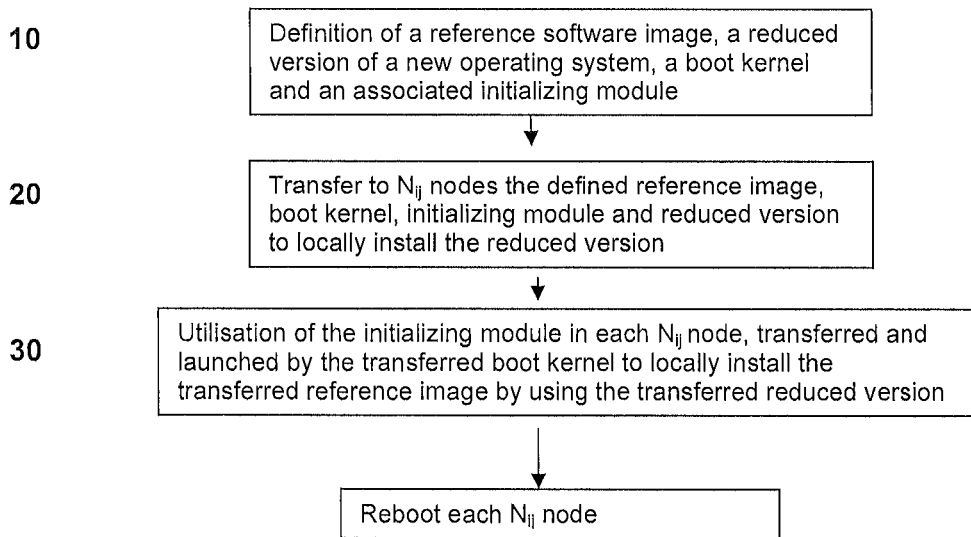 10
Definition of a reference software image, a reduced
version of a new operating system, a boot kernel
and an associated initializing module
20
Transfer to Nij nodes the defined reference image,
boot kernel, initializing module and reduced version
to locally install the reduced version
30
Utilisation of the initializing module in each Nij node, transferred and
launched by the transferred boot kernel to locally install the
transferred reference image by using the transferred reduced version
Reboot each Nij node